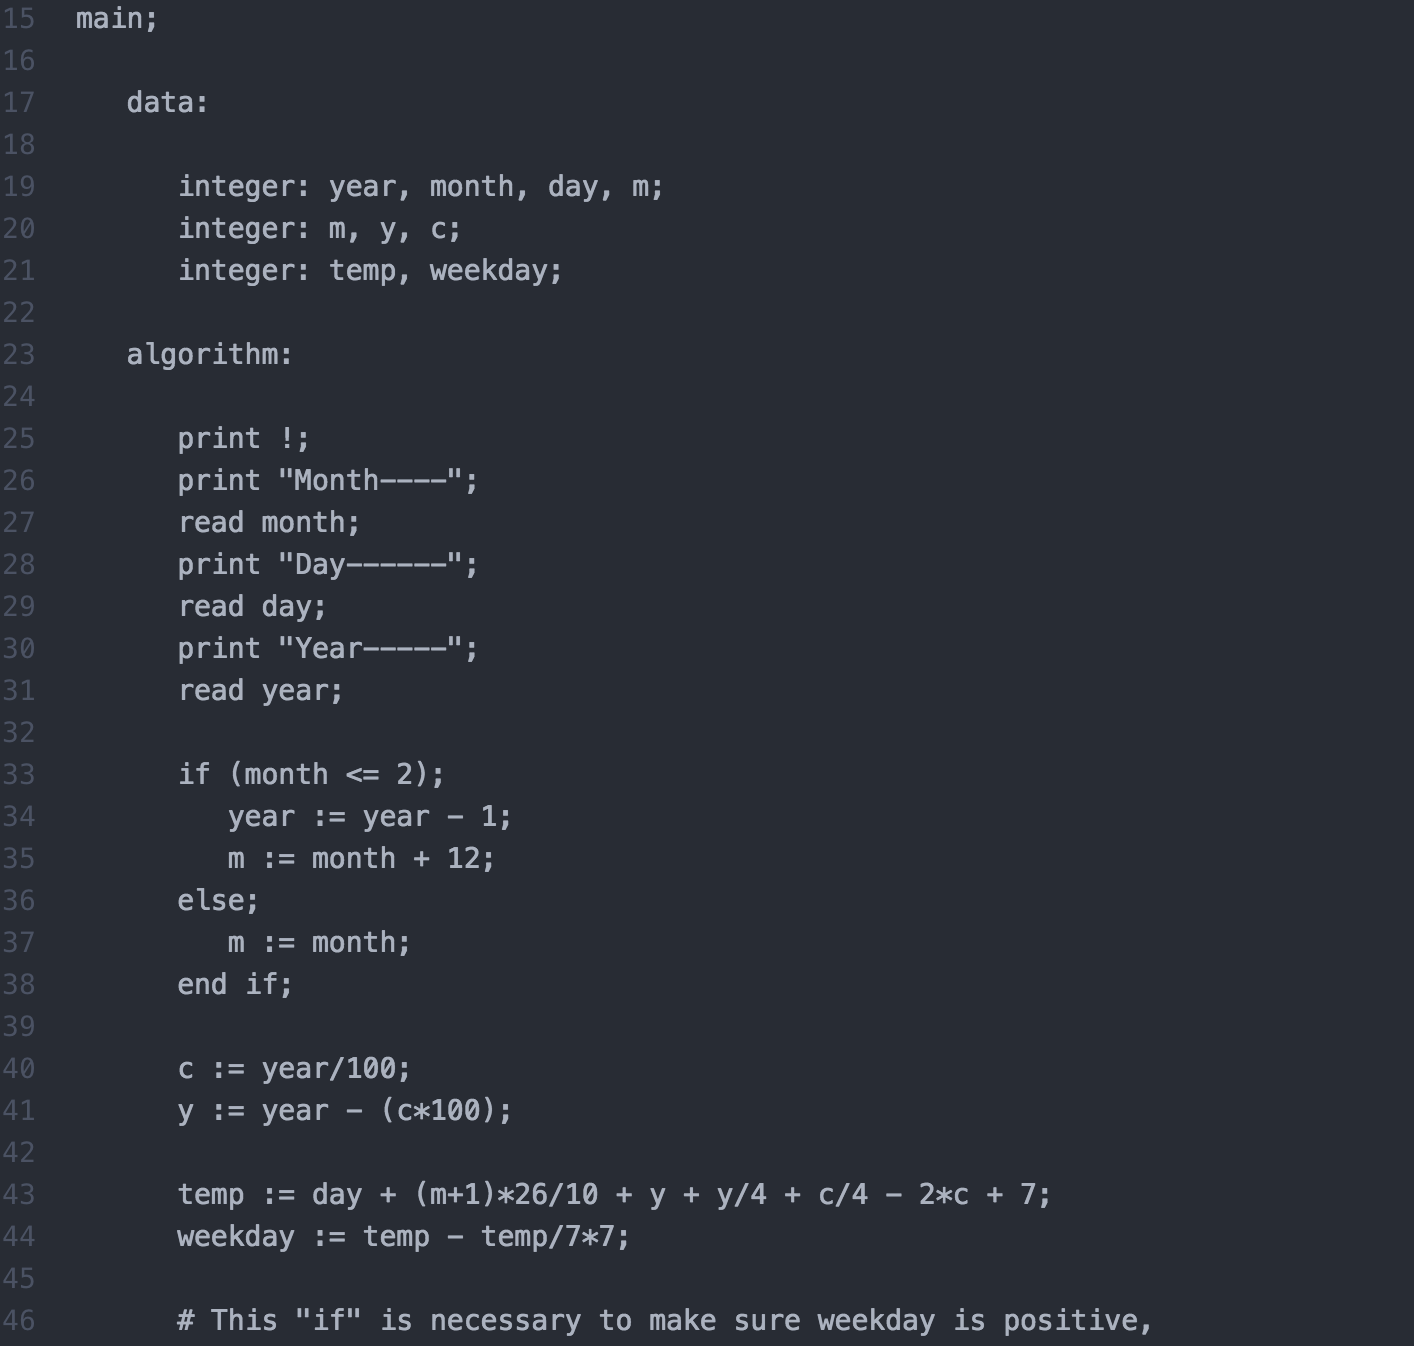 15 main;
16
17    data:
18
19       integer: year, month, day, m;
20       integer: m, y, c;
21       integer: temp, weekday;
22
23    algorithm:
24
25       print !;
26       print "Month----";
27       read month;
28       print "Day------";
29       read day;
30       print "Year-----";
31       read year;
32
33       if (month <= 2);
34          year := year - 1;
35          m := month + 12;
36       else;
37          m := month;
38       end if;
39
40       c := year/100;
41       y := year - (c*100);
42
43       temp := day + (m+1)*26/10 + y + y/4 + c/4 - 2*c + 7;
44       weekday := temp - temp/7*7;
45
46       # This "if" is necessary to make sure weekday is positive,